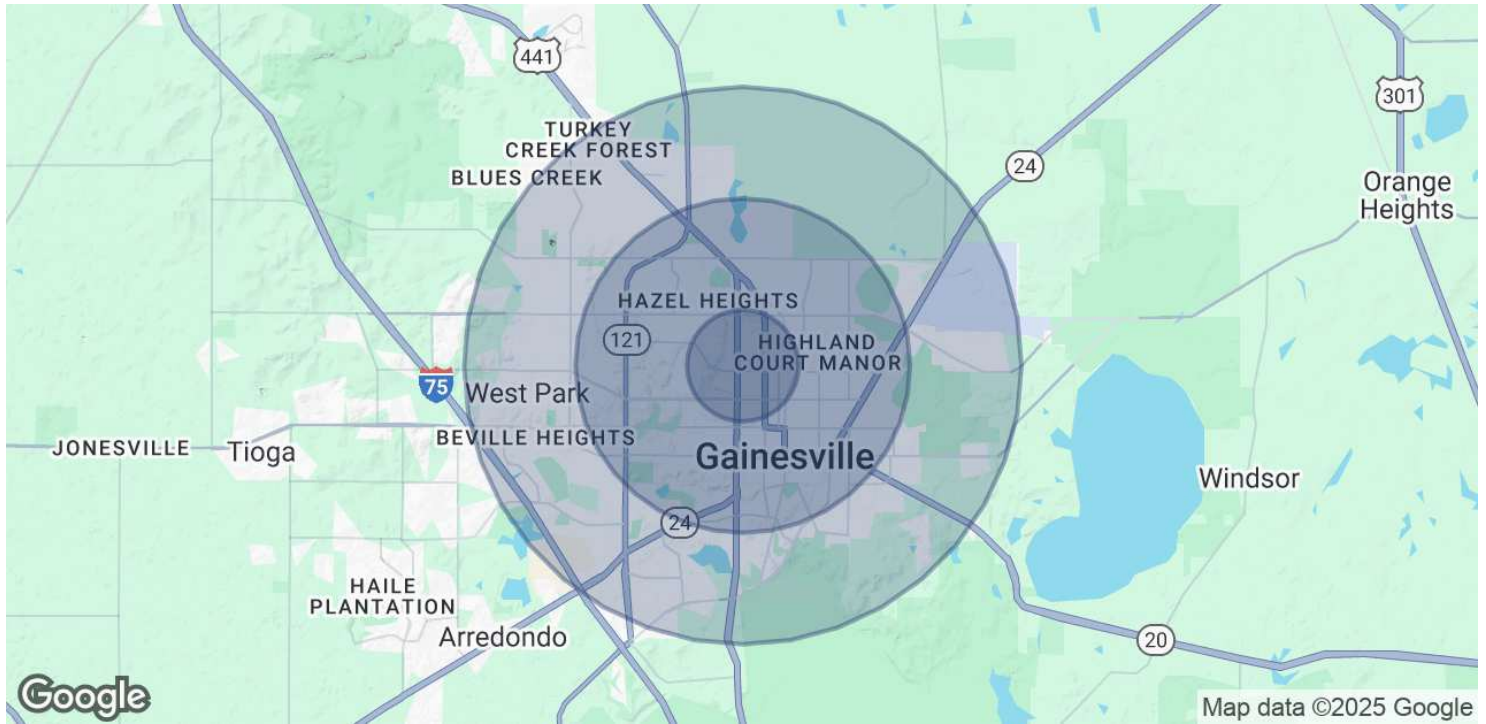 441
301
TURKEY
CREEK FOREST
24
BLUES CREEK
Orange
Heights
HAZEL HEIGHTS
121
HIGHLAND
COURT MANOR
75
West Park
BEVILLE HEIGHTS
JONESVILLE
Tioga
Gainesville
Windsor
24
HAILE
PLANTATION
Arredondo
20
Google
Map data ©2025 Google